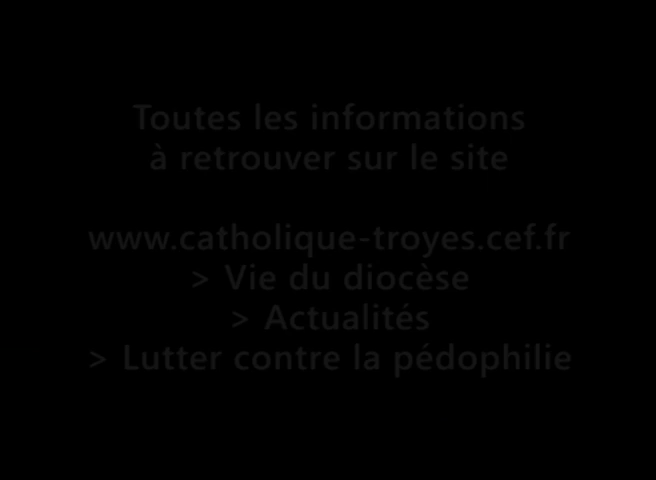 Toutes les informations
à retrouver sur le site
www.catholique-troyes.cef.fr
> Vie du diocèse
> Actualités
> Lutter contre la pédophilie